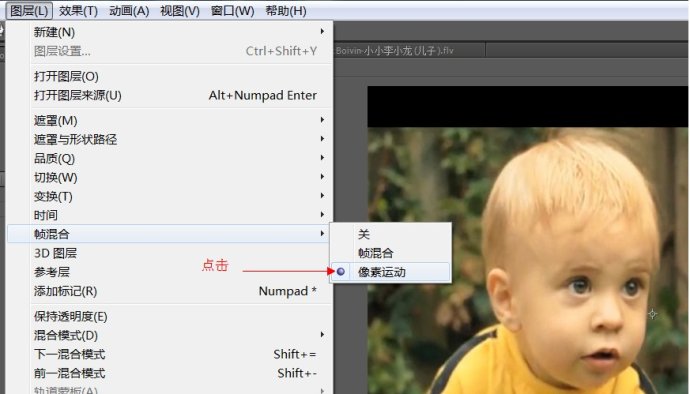 图层(L) 效果(T) 动画(A) 视图(V) 窗口(W) 帮助(H)
新建(N)
图层设置... Ctrl+Shift+Y
Boivin-小小李小龙(儿子).flv
打开图层(O)
打开图层来源(U) Alt+Numpad Enter
遮罩(M)
遮罩与形状路径
品质(Q)
切换(W)
变换(T)
时间
帧混合 关
3D 图层 帧混合
参考层 点击 像素运动
添加标记(R) Numpad *
保持透明度(E)
混合模式(D)
下一混合模式 Shift+=
前一混合模式 Shift+-
轨道蒙板(A)